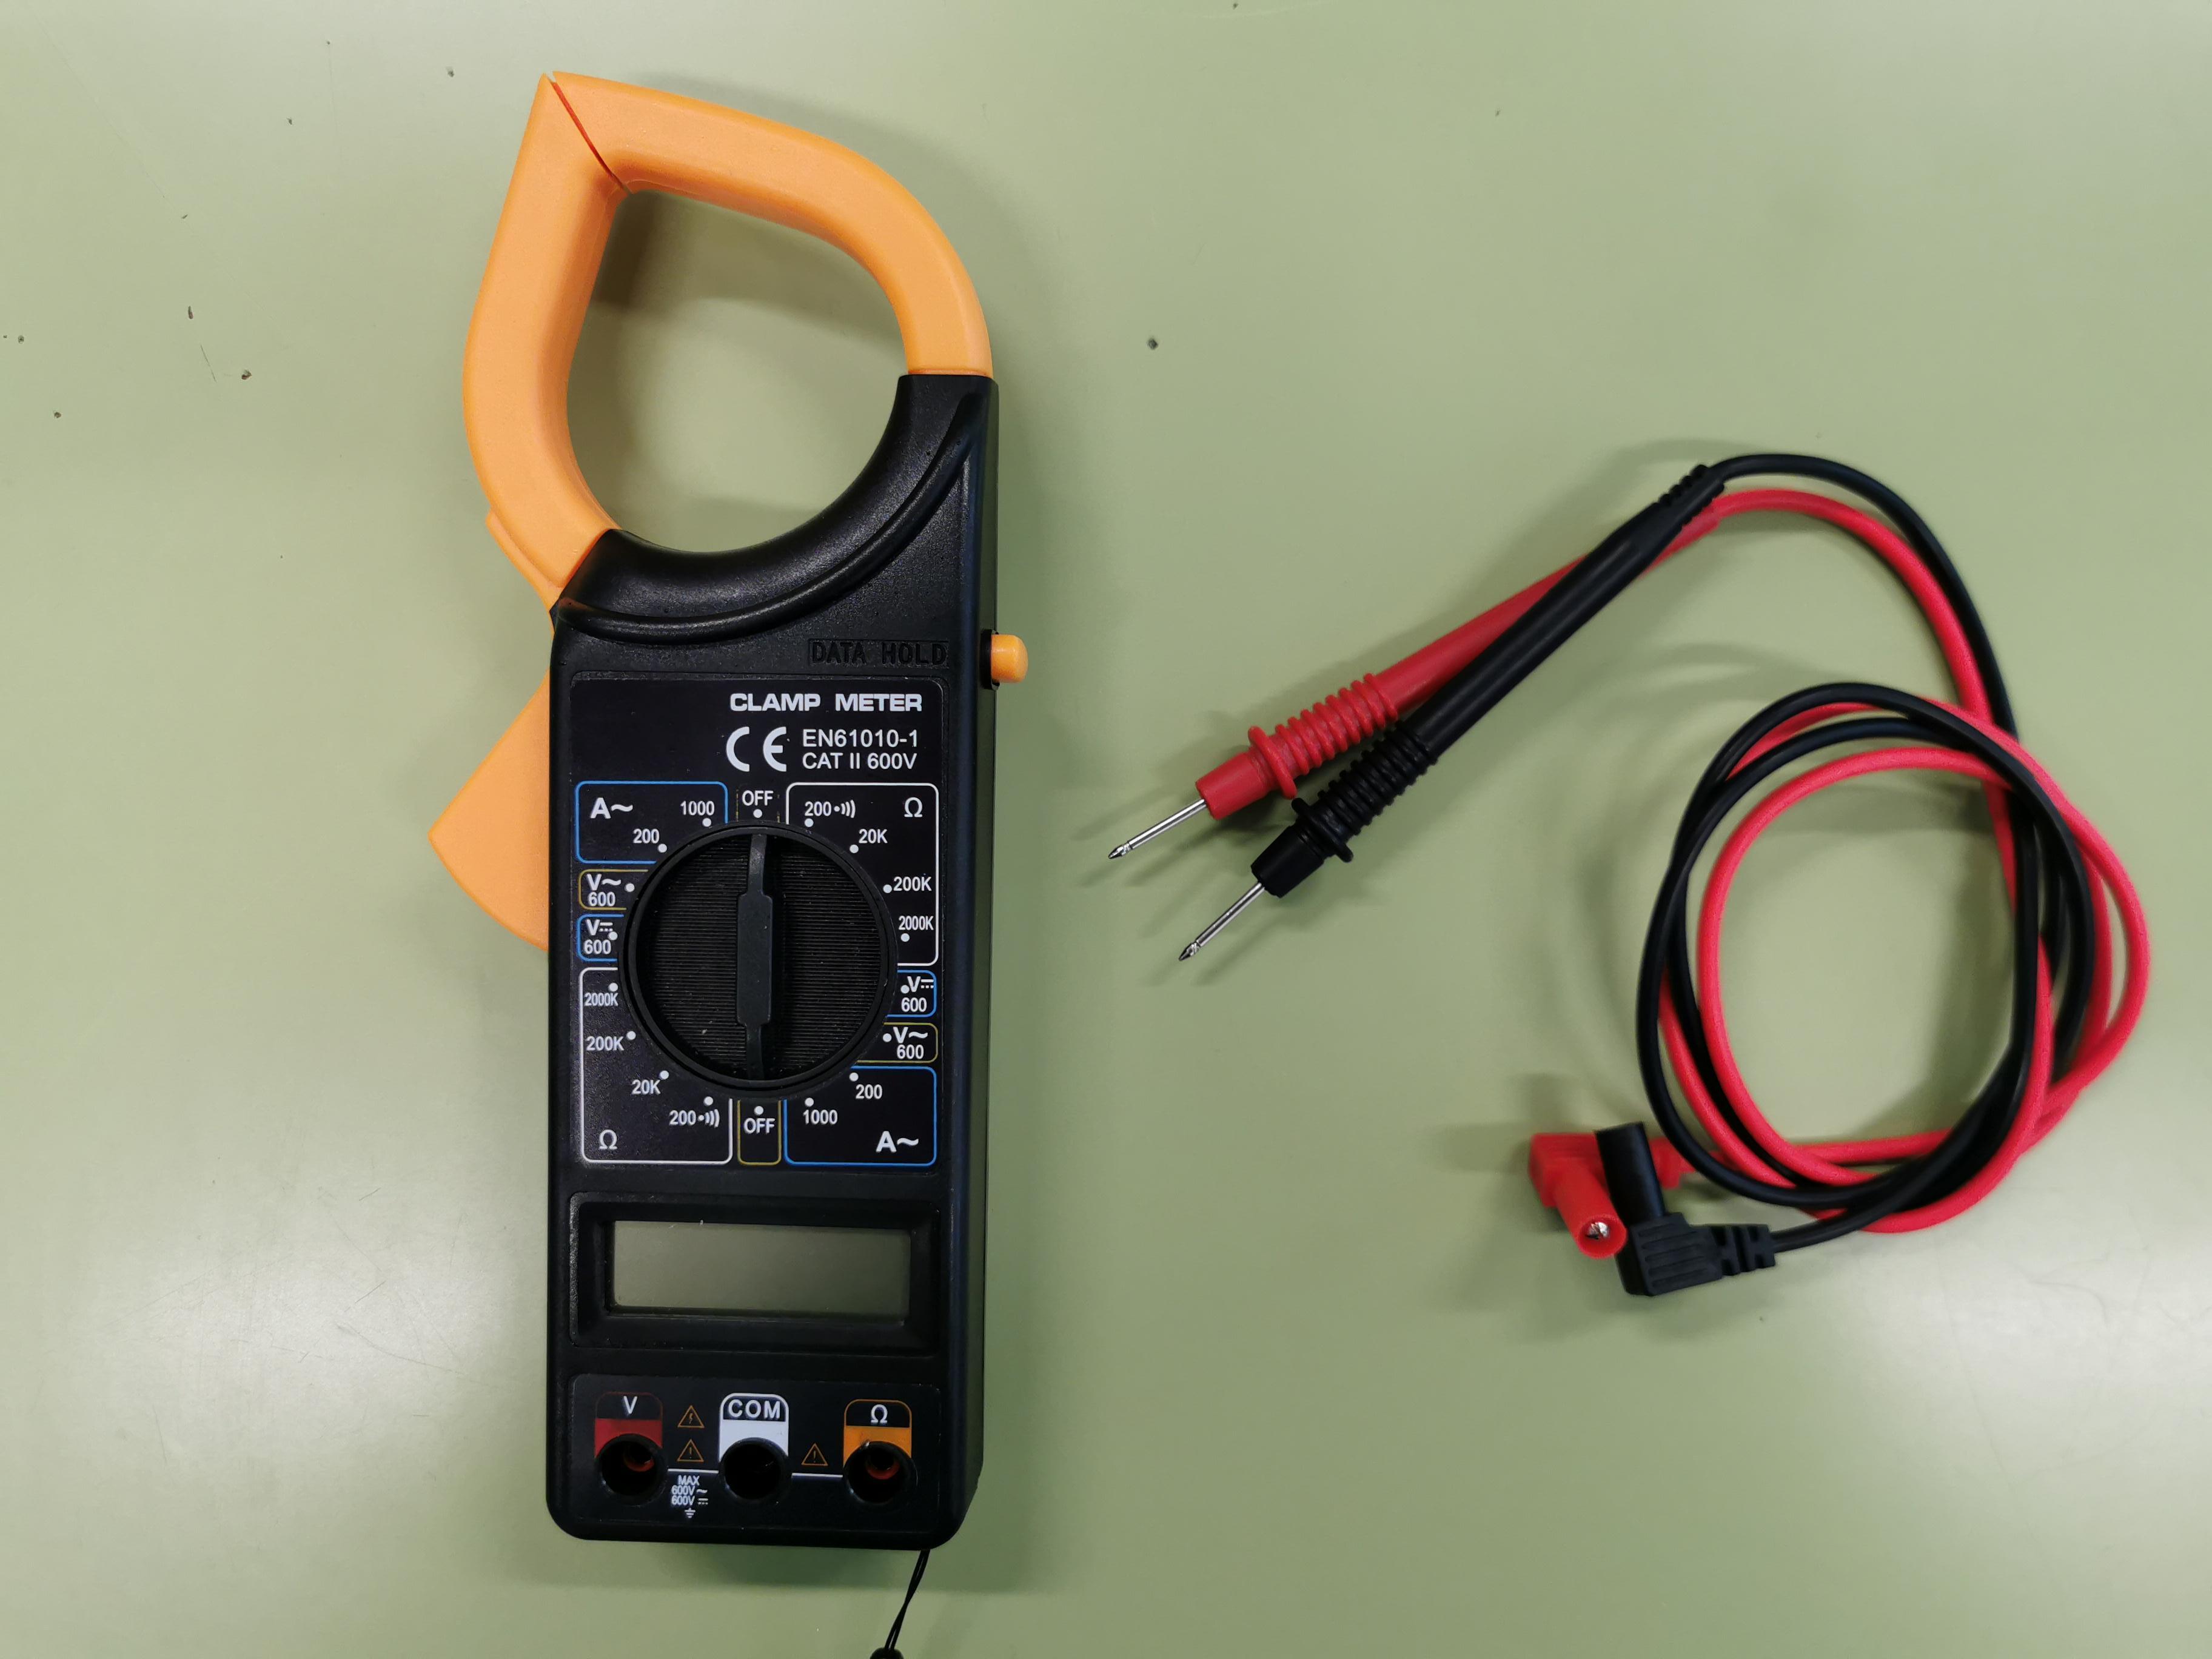 DATA HOLD
CLAMP METER
CE EN61010-1
CAT II 600V
A~ 1000 OFF 200•))) Ω
200 20K
V~ 600
200K
V⎓ 600
2000K
2000K
V⎓ 600
200K
V~ 600
20K 200
200•))) OFF 1000
Ω A~
V COM Ω
MAX
600V~
600V⎓